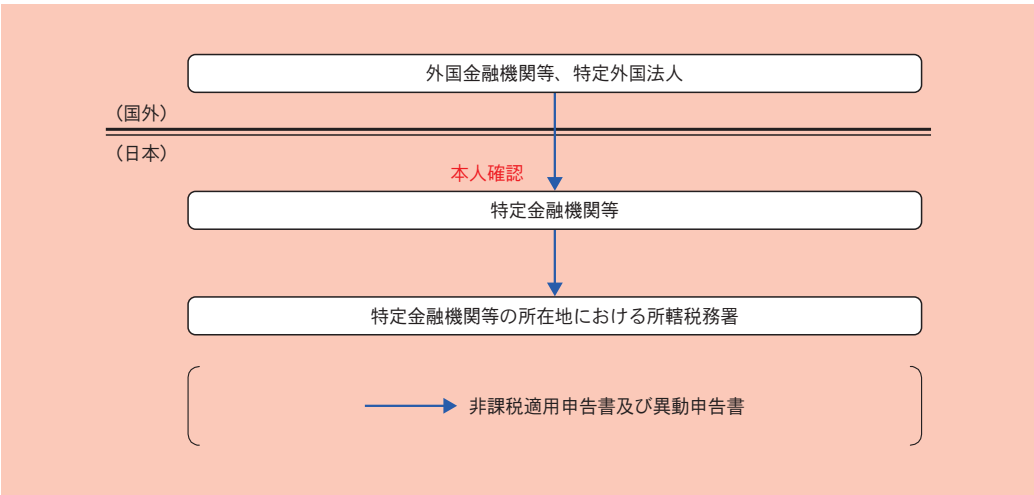 外国金融機関等、特定外国法人
（国外）
（日本）
本人確認
特定金融機関等
特定金融機関等の所在地における所轄税務署
非課税適用申告書及び異動申告書